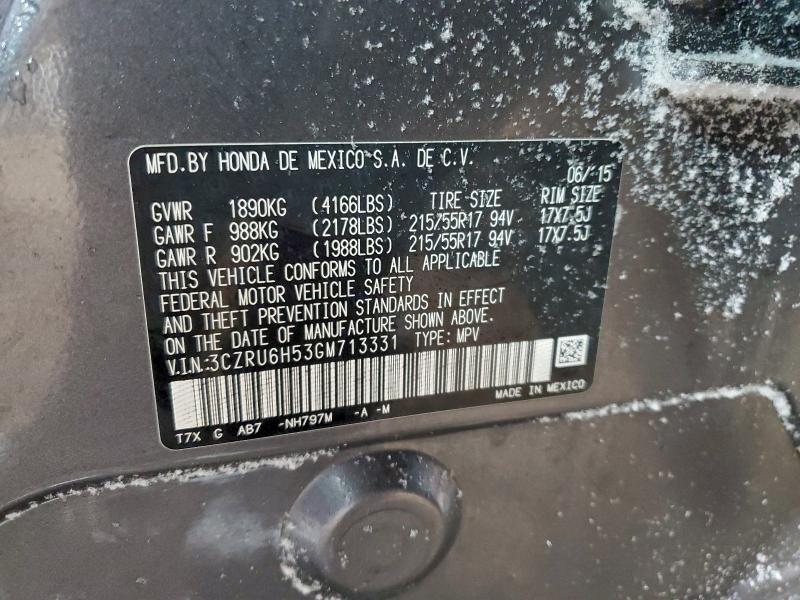 MFD.BY HONDA DE MEXICO S.A. DE C.V.
06/15
GVWR 1890KG (4166LBS) TIRE SIZE RIM SIZE
GAWR F 988KG (2178LBS) 215/55R17 94V 17X7.5J
GAWR R 902KG (1988LBS) 215/55R17 94V 17X7.5J
THIS VEHICLE CONFORMS TO ALL APPLICABLE
FEDERAL MOTOR VEHICLE SAFETY
AND THEFT PREVENTION STANDARDS IN EFFECT
ON THE DATE OF MANUFACTURE SHOWN ABOVE.
V.I.N.:3CZRU6H53GM713331 TYPE: MPV
MADE IN MEXICO
T7X G AB7 -NH797M -A -M